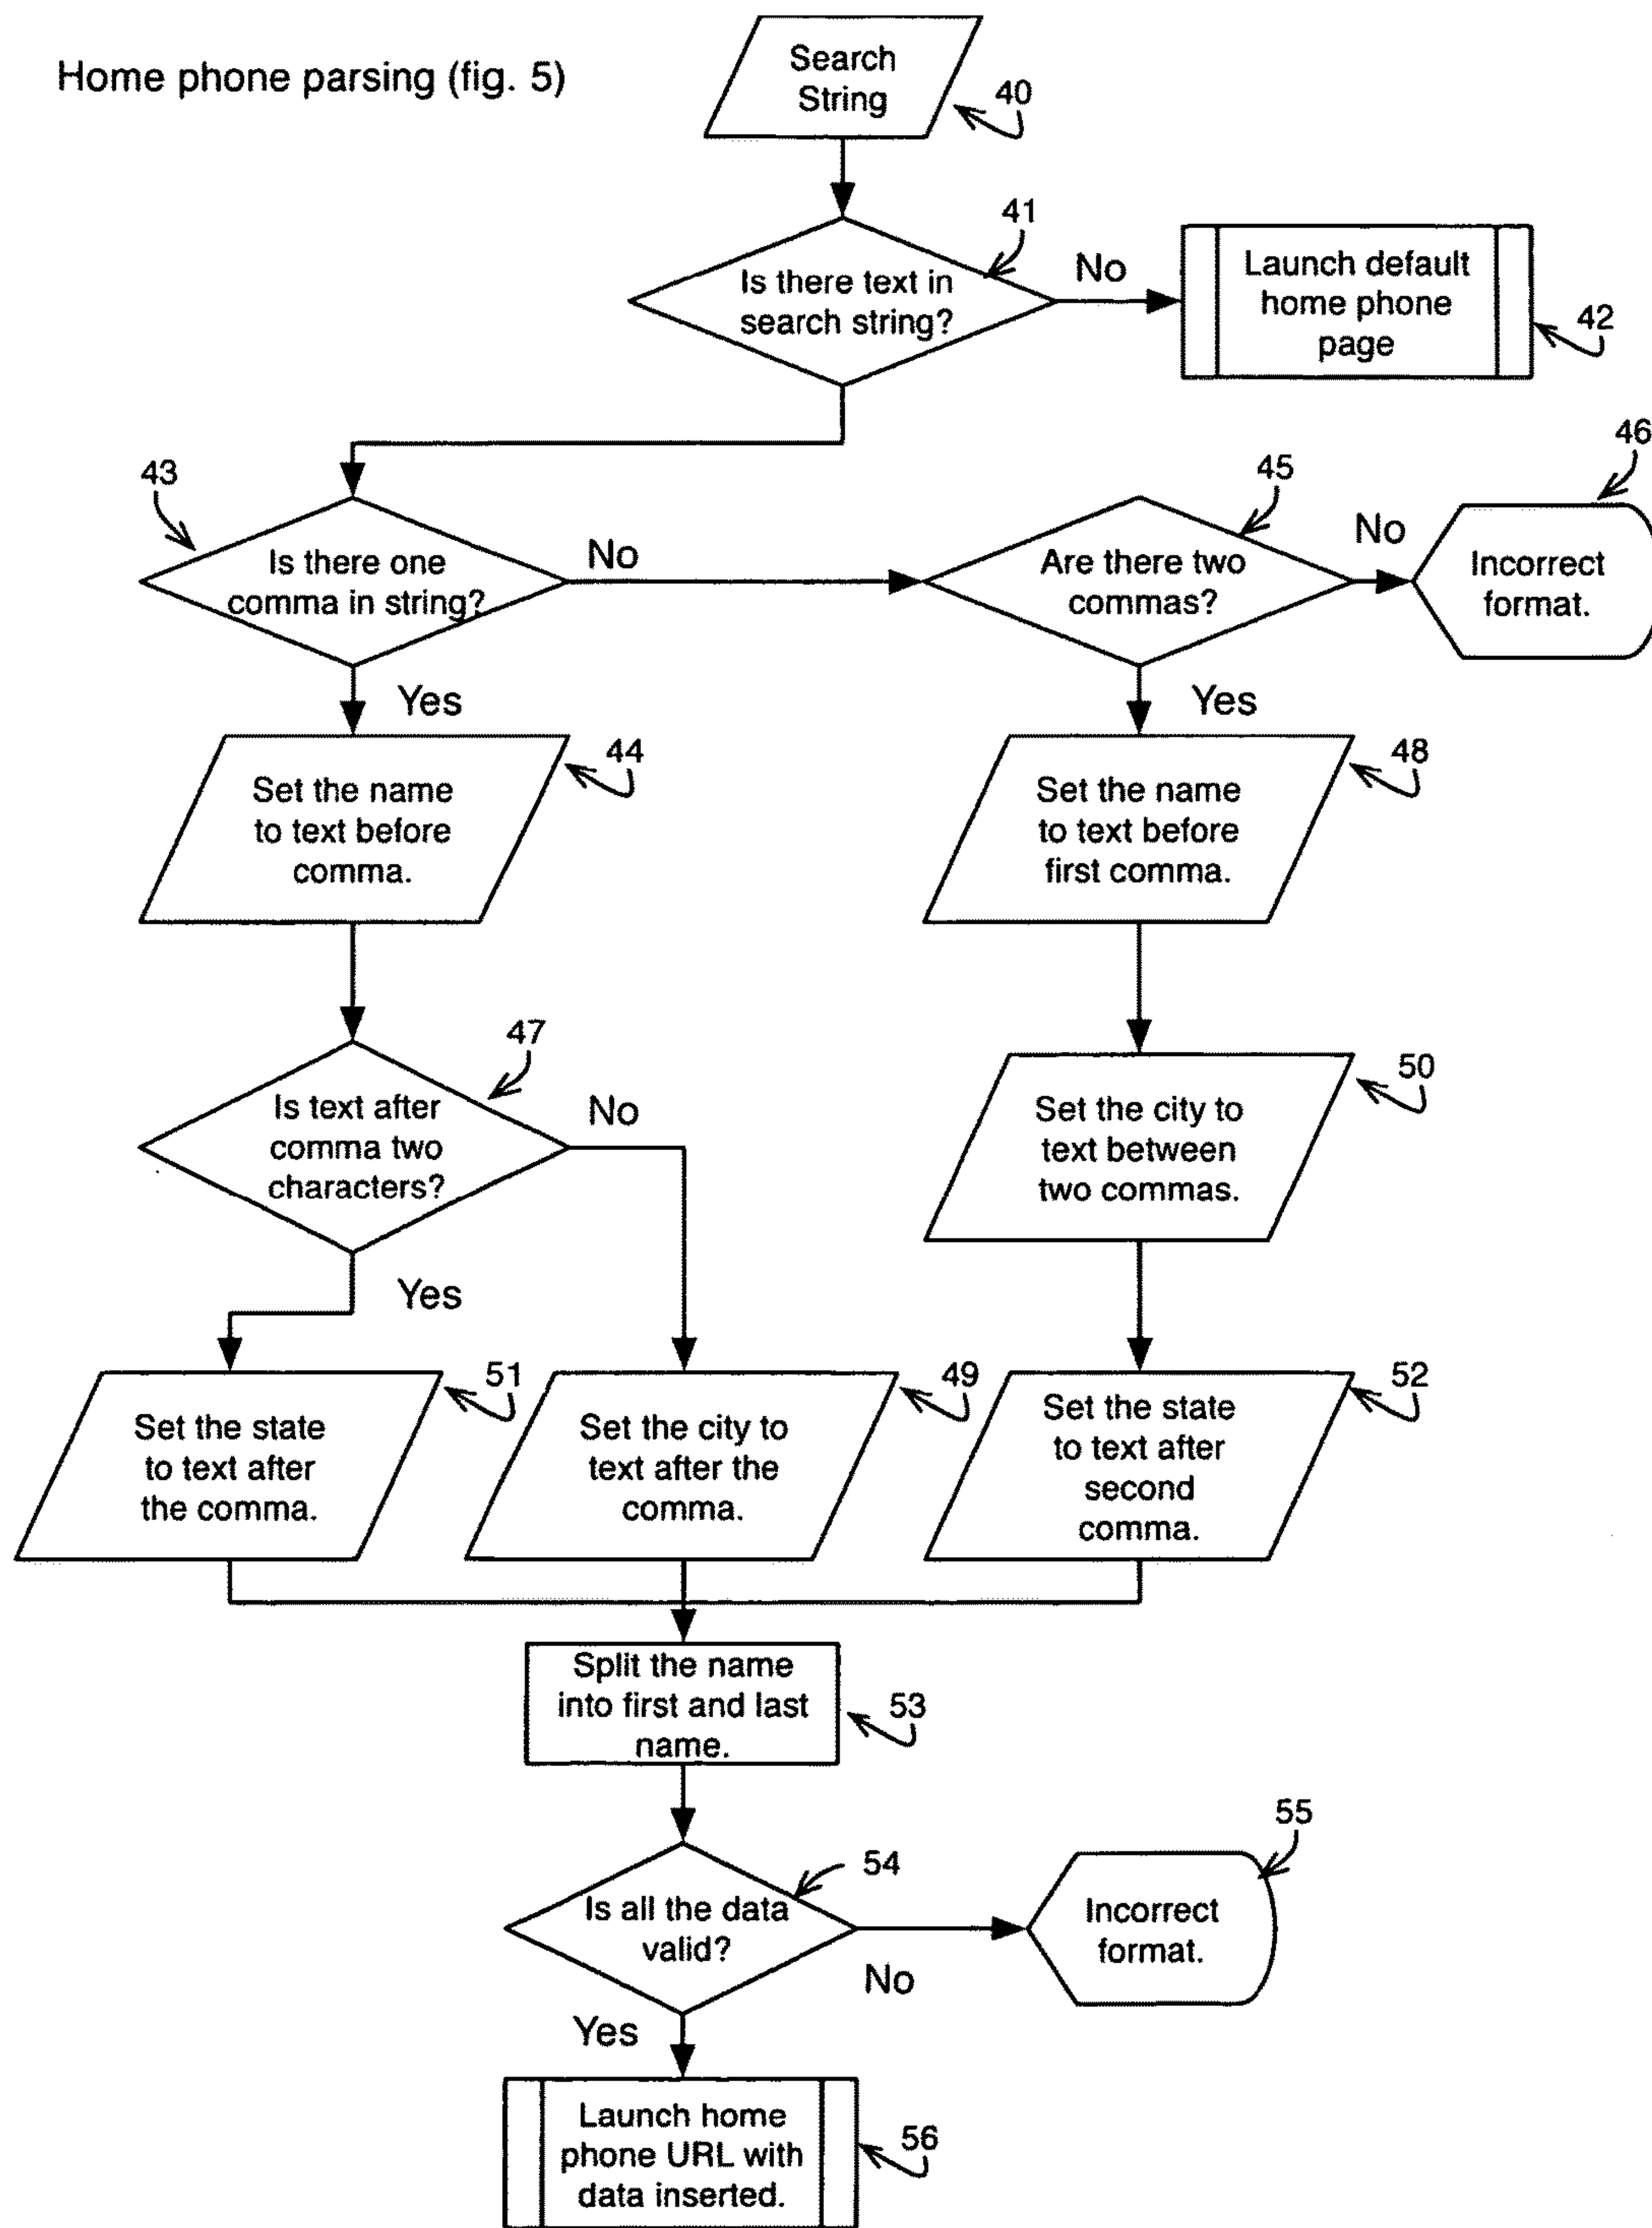 Home phone parsing (fig. 5)
Search
String
40
41
Is there text in
search string?
No
Launch default
home phone
page
42
43
Is there one
comma in string?
No
45
Are there two
commas?
No
46
Incorrect
format.
Yes
Yes
44
Set the name
to text before
comma.
48
Set the name
to text before
first comma.
47
Is text after
comma two
characters?
No
50
Set the city to
text between
two commas.
Yes
51
Set the state
to text after
the comma.
49
Set the city to
text after the
comma.
52
Set the state
to text after
second
comma.
Split the name
into first and last
name.
53
54
Is all the data
valid?
No
55
Incorrect
format.
Yes
Launch home
phone URL with
data inserted.
56